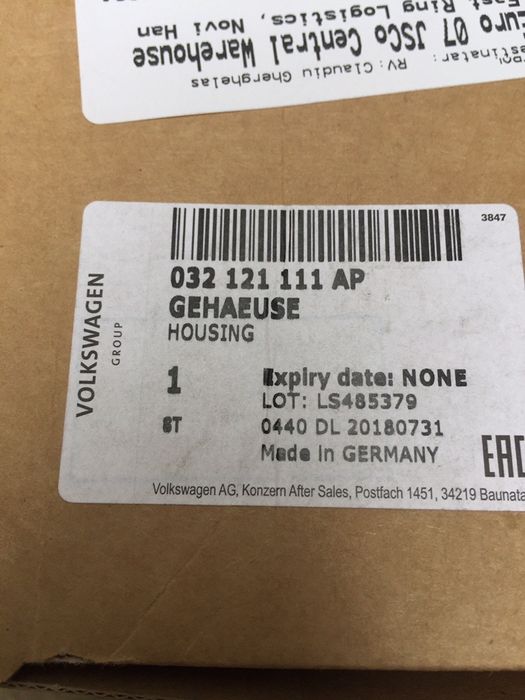 East Ring Logistics, Novi Han
Euro 07 JSCo Central Warehouse
RV: Claudiu Gherghelas
3847
032 121 111 AP
GEHAEUSE
HOUSING
VOLKSWAGEN
GROUP
1
Expiry date: NONE
LOT: LS485379
ST
0440 DL 20180731
Made in GERMANY
EAC
Volkswagen AG, Konzern After Sales, Postfach 1451, 34219 Baunata